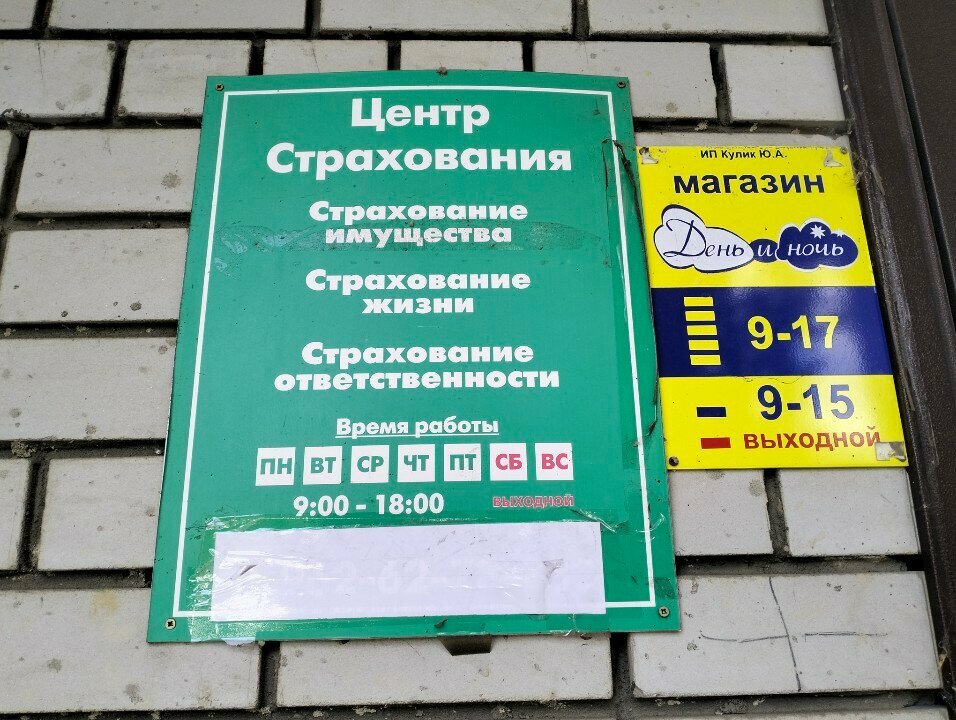 Центр
Страхования
Страхование
имущества
Страхование
жизни
Страхование
ответственности
Время работы
ПН ВТ СР ЧТ ПТ СБ ВС
9:00 - 18:00 ВЫХОДНОЙ
ИП Кулик Ю.А.
магазин
День и ночь
9-17
9-15
ВЫХОДНОЙ